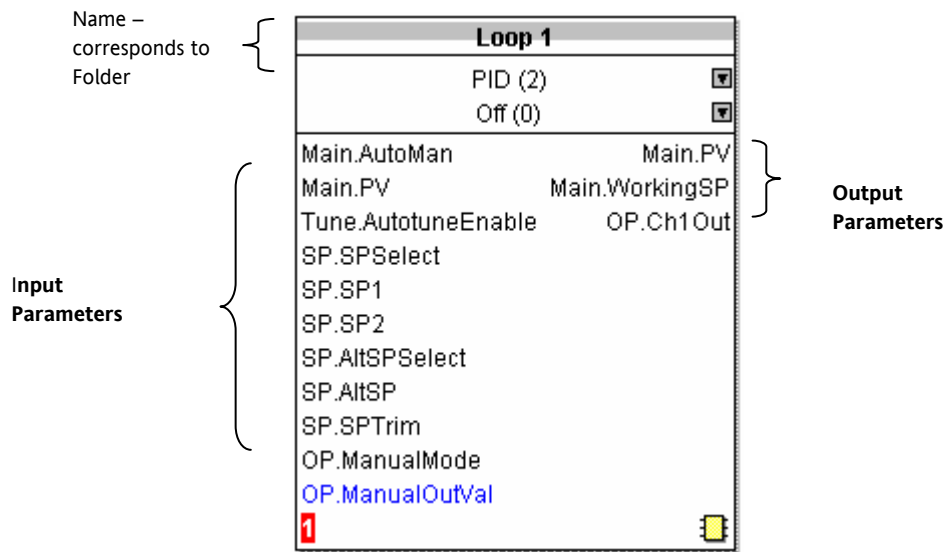 Name –
corresponds to
Folder
Loop 1
PID (2)
Off (0)
Main.AutoMan Main.PV
Main.PV Main.WorkingSP
Tune.AutotuneEnable OP.Ch1Out
SP.SPSelect
SP.SP1
SP.SP2
SP.AltSPSelect
SP.AltSP
SP.SPTrim
OP.ManualMode
OP.ManualOutVal
1
Input
Parameters
Output
Parameters